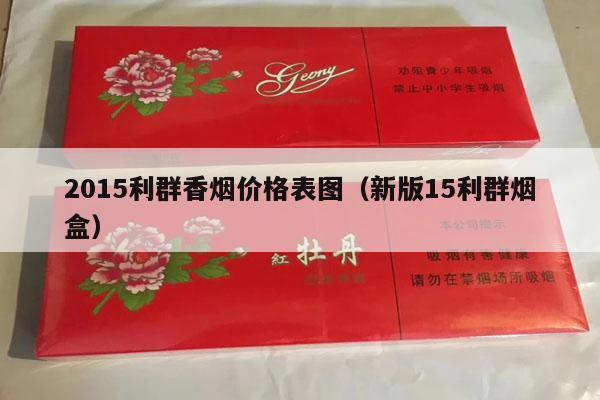 Geony
劝阻青少年吸烟
禁止中小学生吸烟
2015利群香烟价格表图（新版15利群烟
盒）
本公司提示
吸烟有害健康
請勿在禁烟场所吸烟
紅 牡丹